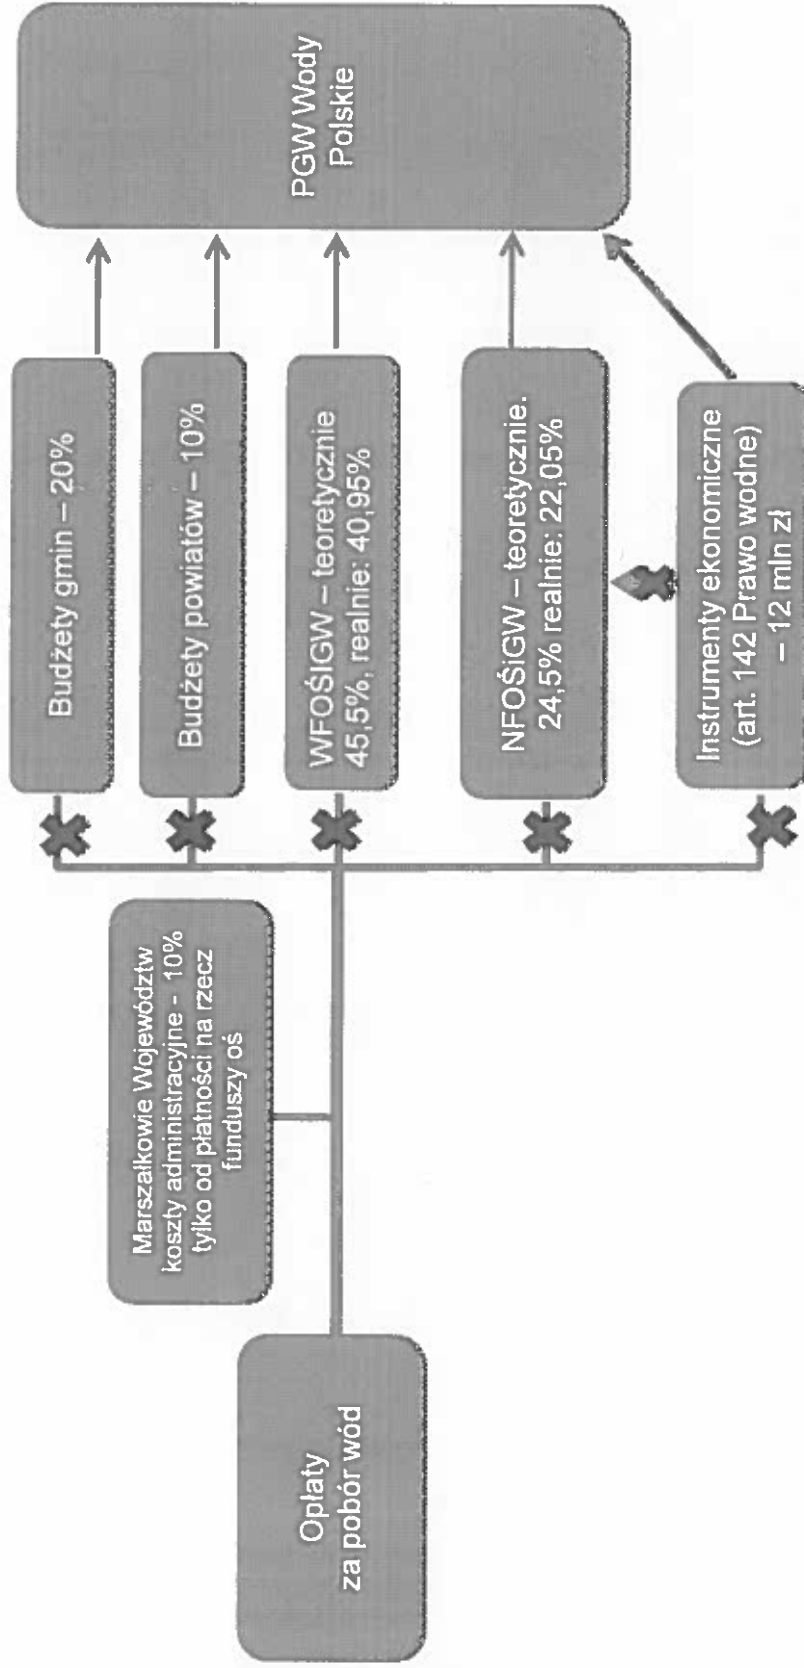 Opłaty
za pobór wód
Marszałkowie Województw
koszty administracyjne - 10%
tylko od płatności na rzecz
funduszy oś
Budżety gmin – 20%
Budżety powiatów – 10%
WFOŚiGW – teoretycznie
45,5%, realnie: 40,95%
NFOŚiGW – teoretycznie.
24,5% realnie: 22,05%
Instrumenty ekonomiczne
(art. 142 Prawo wodne)
– 12 mln zł
PGW Wody
Polskie